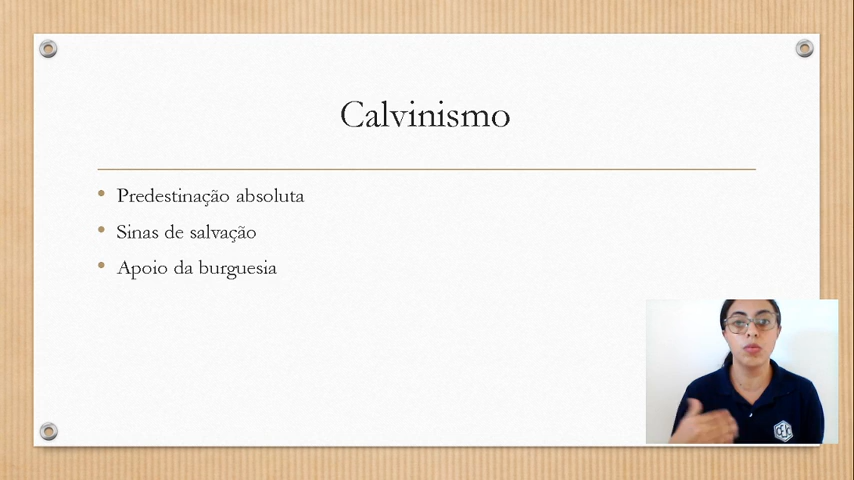 Calvinismo
Predestinação absoluta
Sinas de salvação
Apoio da burguesia